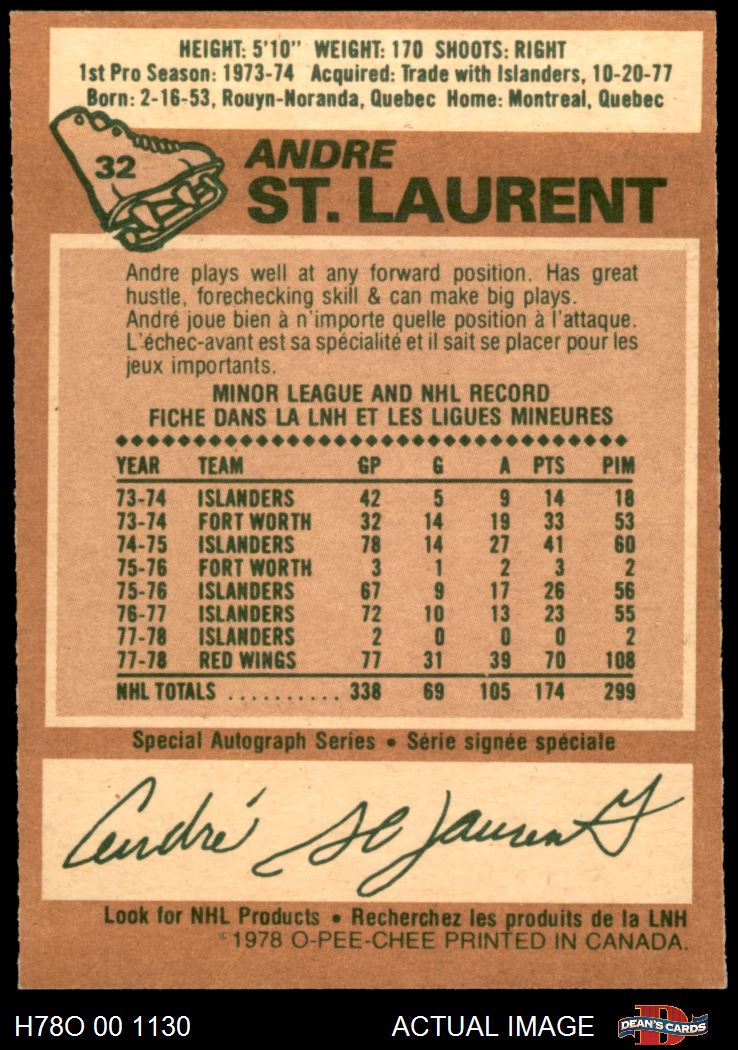 HEIGHT: 5'10" WEIGHT: 170 SHOOTS: RIGHT
1st Pro Season: 1973-74 Acquired: Trade with Islanders, 10-20-77
Born: 2-16-53, Rouyn-Noranda, Quebec Home: Montreal, Quebec
32
ANDRE
ST. LAURENT
Andre plays well at any forward position. Has great
hustle, forechecking skill & can make big plays.
André joue bien à n'importe quelle position à l'attaque.
L'échec-avant est sa spécialité et il sait se placer pour les
jeux importants.
MINOR LEAGUE AND NHL RECORD
FICHE DANS LA LNH ET LES LIGUES MINEURES
YEAR TEAM GP G A PTS PIM
73-74 ISLANDERS 42 5 9 14 18
73-74 FORT WORTH 32 14 19 33 53
74-75 ISLANDERS 78 14 27 41 60
75-76 FORT WORTH 3 1 2 3 2
75-76 ISLANDERS 67 9 17 26 56
76-77 ISLANDERS 72 10 13 23 55
77-78 ISLANDERS 2 0 0 0 2
77-78 RED WINGS 77 31 39 70 108
NHL TOTALS .......... 338 69 105 174 299
Special Autograph Series • Série signée spéciale
André St Laurent
Look for NHL Products • Recherchez les produits de la LNH
©1978 O-PEE-CHEE PRINTED IN CANADA.
H78O 00 1130 ACTUAL IMAGE D DEAN'S CARDS